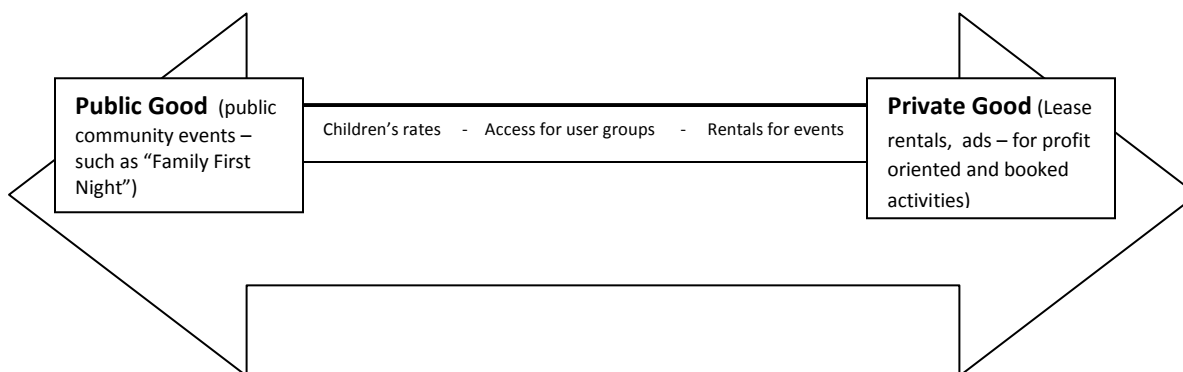 Public Good (public
community events –
such as “Family First
Night”)
Children’s rates - Access for user groups - Rentals for events
Private Good (Lease
rentals, ads – for profit
oriented and booked
activities)